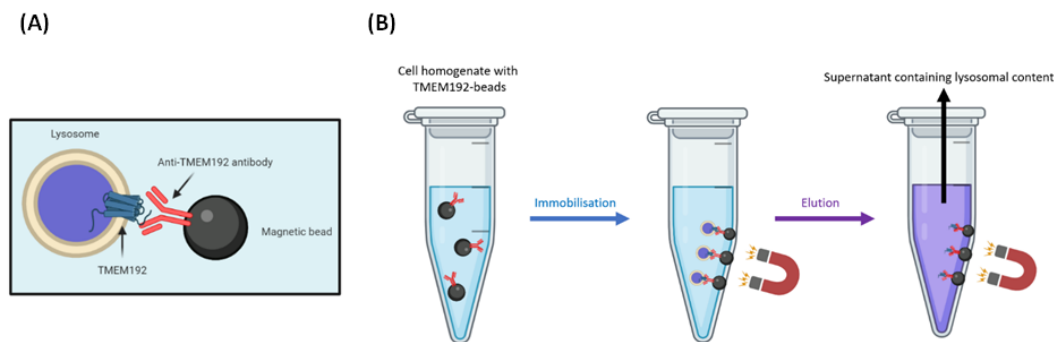 (A)
Lysosome
Anti-TMEM192 antibody
Magnetic bead
TMEM192
(B)
Cell homogenate with
TMEM192-beads
Immobilisation
Elution
Supernatant containing lysosomal content